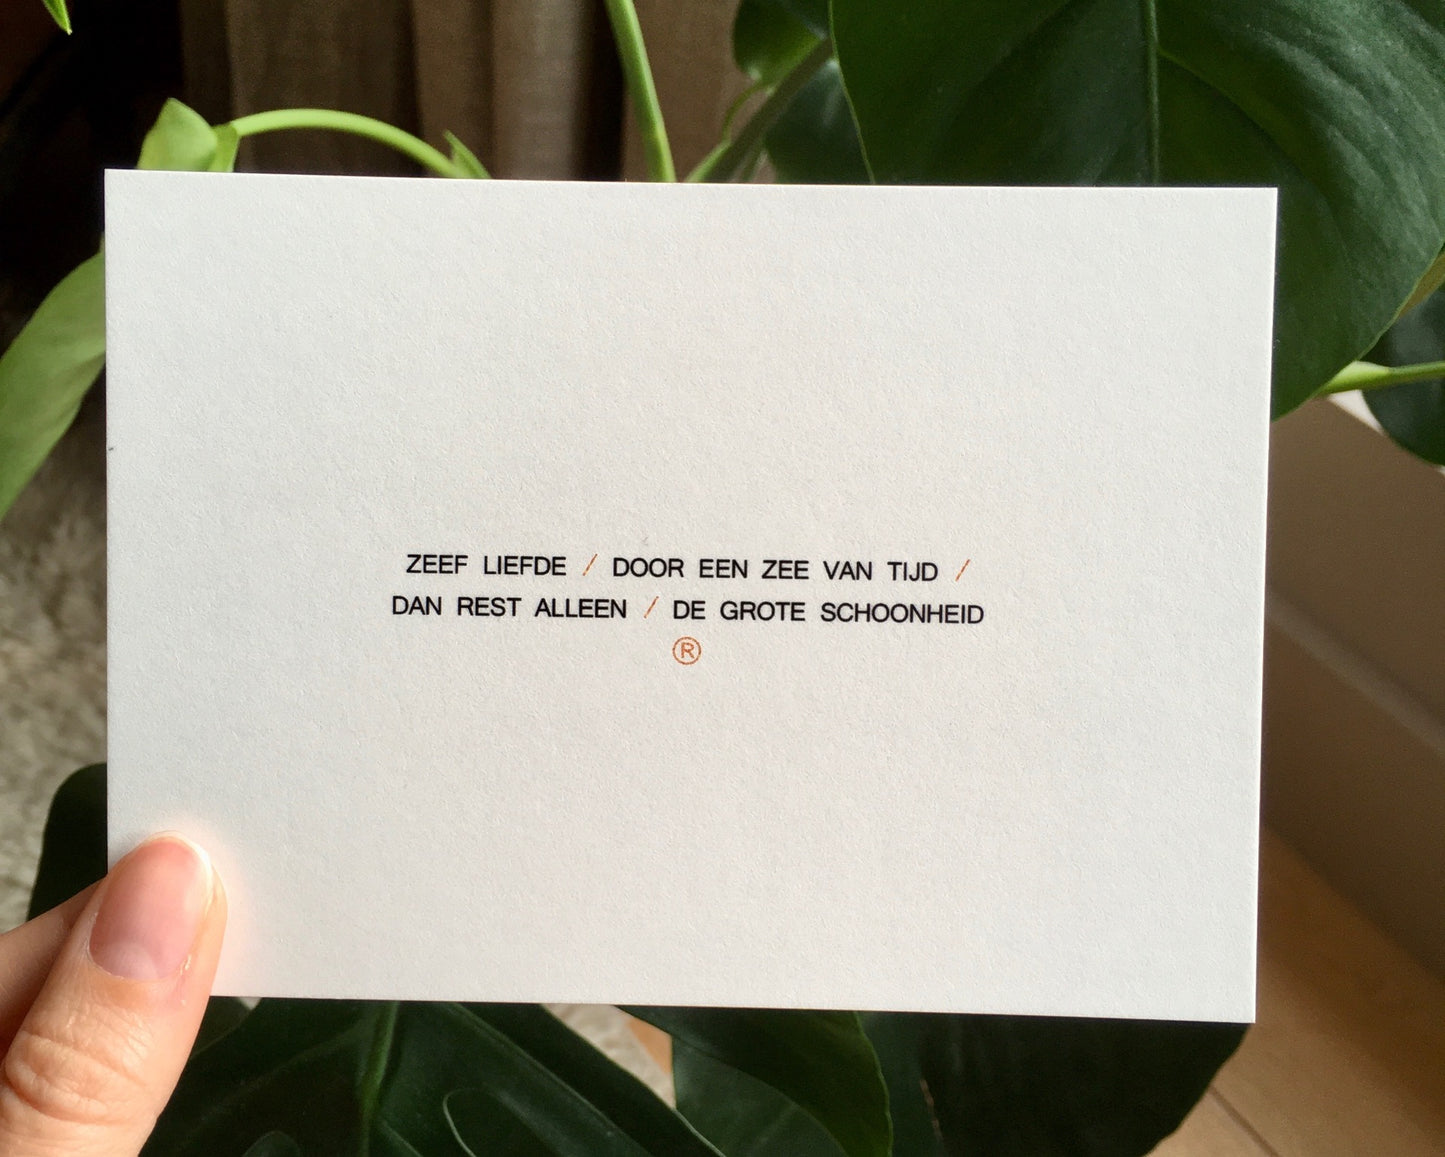 ZEEF LIEFDE / DOOR EEN ZEE VAN TIJD /
DAN REST ALLEEN / DE GROTE SCHOONHEID
®